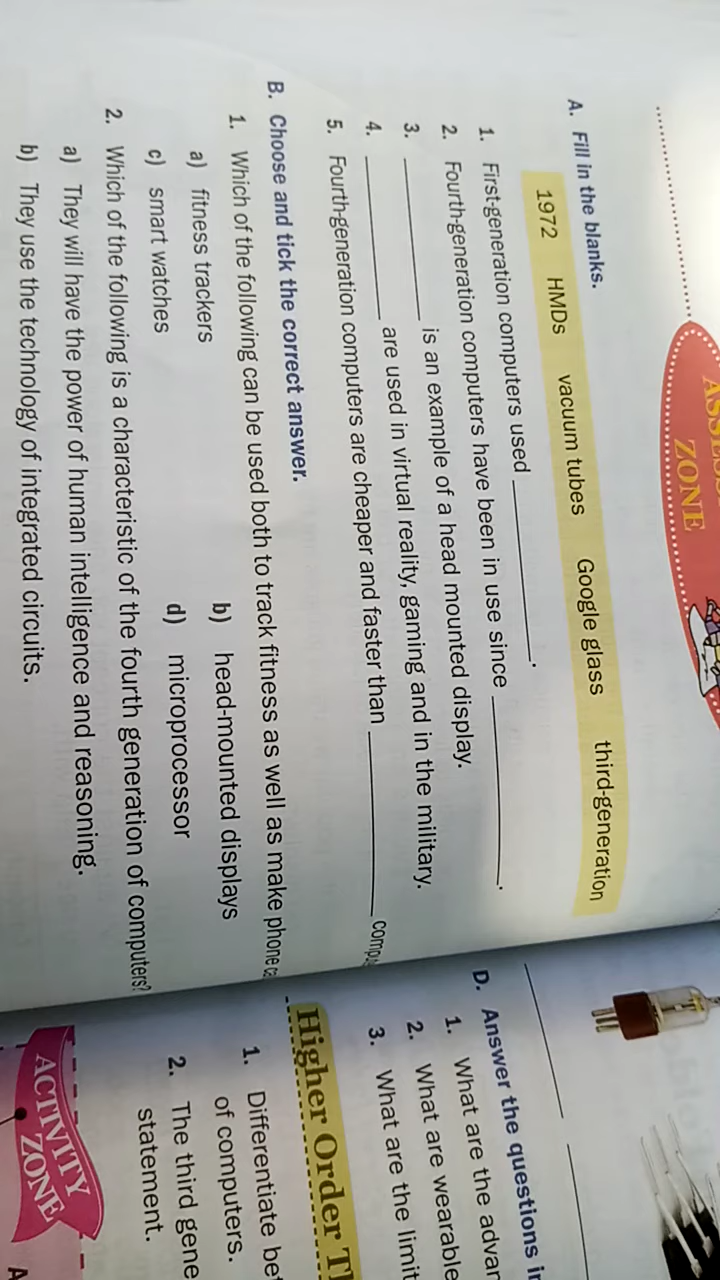 ZONE
A. Fill in the blanks.
1972 HMDs vacuum tubes Google glass third-generation
1. First-generation computers used ________.
2. Fourth-generation computers have been in use since ________.
3. ________ is an example of a head mounted display.
4. ________ are used in virtual reality, gaming and in the military.
5. Fourth-generation computers are cheaper and faster than ________
B. Choose and tick the correct answer.
1. Which of the following can be used both to track fitness as well as make phone
a) fitness trackers b) head-mounted displays
c) smart watches d) microprocessor
2. Which of the following is a characteristic of the fourth generation of computers?
a) They will have the power of human intelligence and reasoning.
b) They use the technology of integrated circuits.
D. Answer the questions
1. What are the
2. What are wearable
3. What are the
Higher Order
1. Differentiate
of computers.
2. The third
statement.
ACTIVITY
ZONE